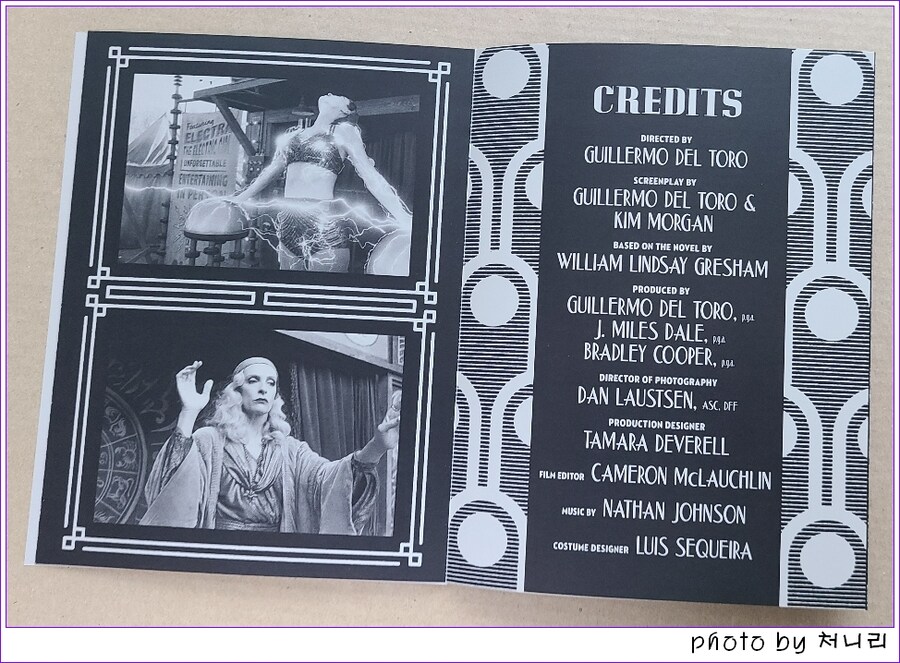 Featuring
ELECTRA
THE ELECTRIC GIRL
UNFORGETTABLE
ENTERTAINING
IN PERSON
CREDITS
DIRECTED BY
GUILLERMO DEL TORO
SCREENPLAY BY
GUILLERMO DEL TORO &
KIM MORGAN
BASED ON THE NOVEL BY
WILLIAM LINDSAY GRESHAM
PRODUCED BY
GUILLERMO DEL TORO, p.g.a.
J. MILES DALE, p.g.a.
BRADLEY COOPER, p.g.a.
DIRECTOR OF PHOTOGRAPHY
DAN LAUSTSEN, ASC, DFF
PRODUCTION DESIGNER
TAMARA DEVERELL
FILM EDITOR CAMERON McLAUCHLIN
MUSIC BY NATHAN JOHNSON
COSTUME DESIGNER LUIS SEQUEIRA
photo by 처니리